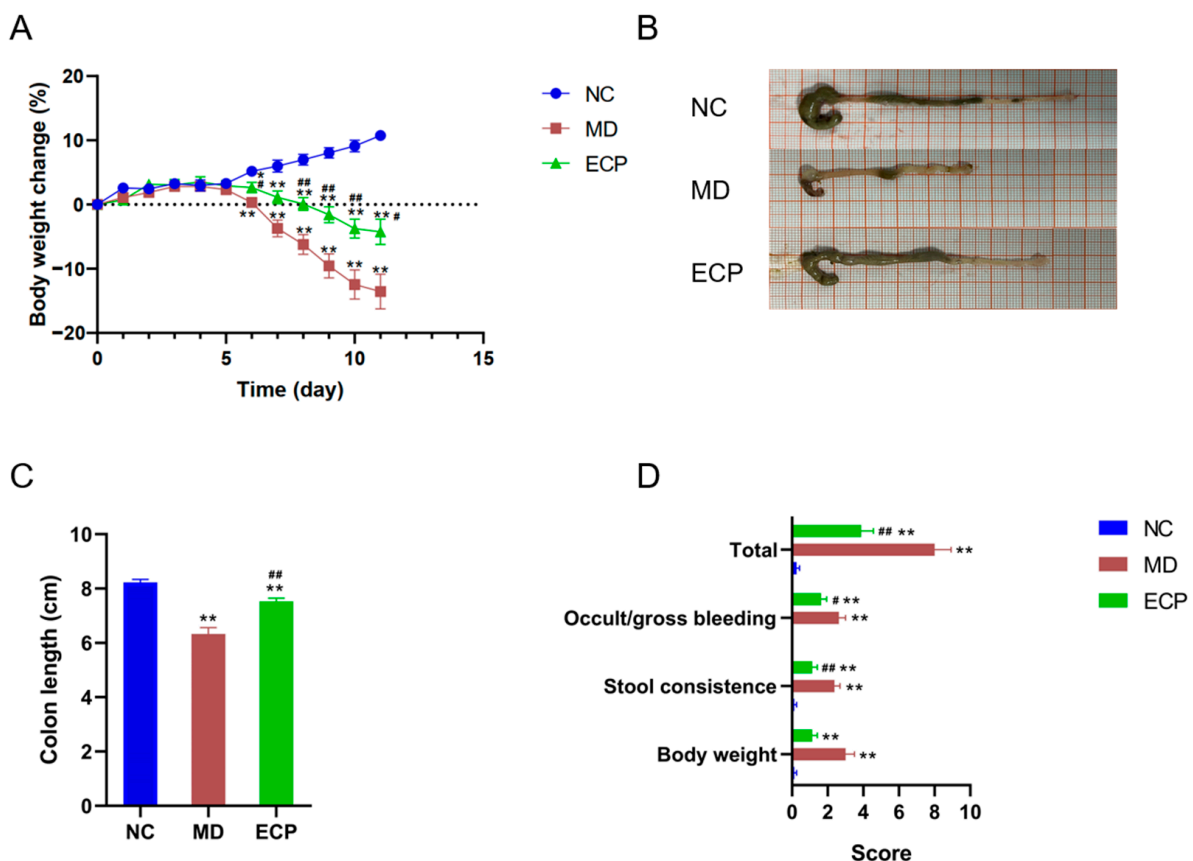 A
Body weight change (%)
20
10
0
−10
−20
0
5
10
15
Time (day)
NC
MD
ECP
*
#
**
**
**
##
**
**
##
**
**
##
**
**
** #
**
B
NC
MD
ECP
C
Colon length (cm)
10
8
6
4
2
0
**
##
**
NC
MD
ECP
D
Total
Occult/gross bleeding
Stool consistence
Body weight
## **
**
# **
**
## **
**
**
**
0
2
4
6
8
10
Score
NC
MD
ECP